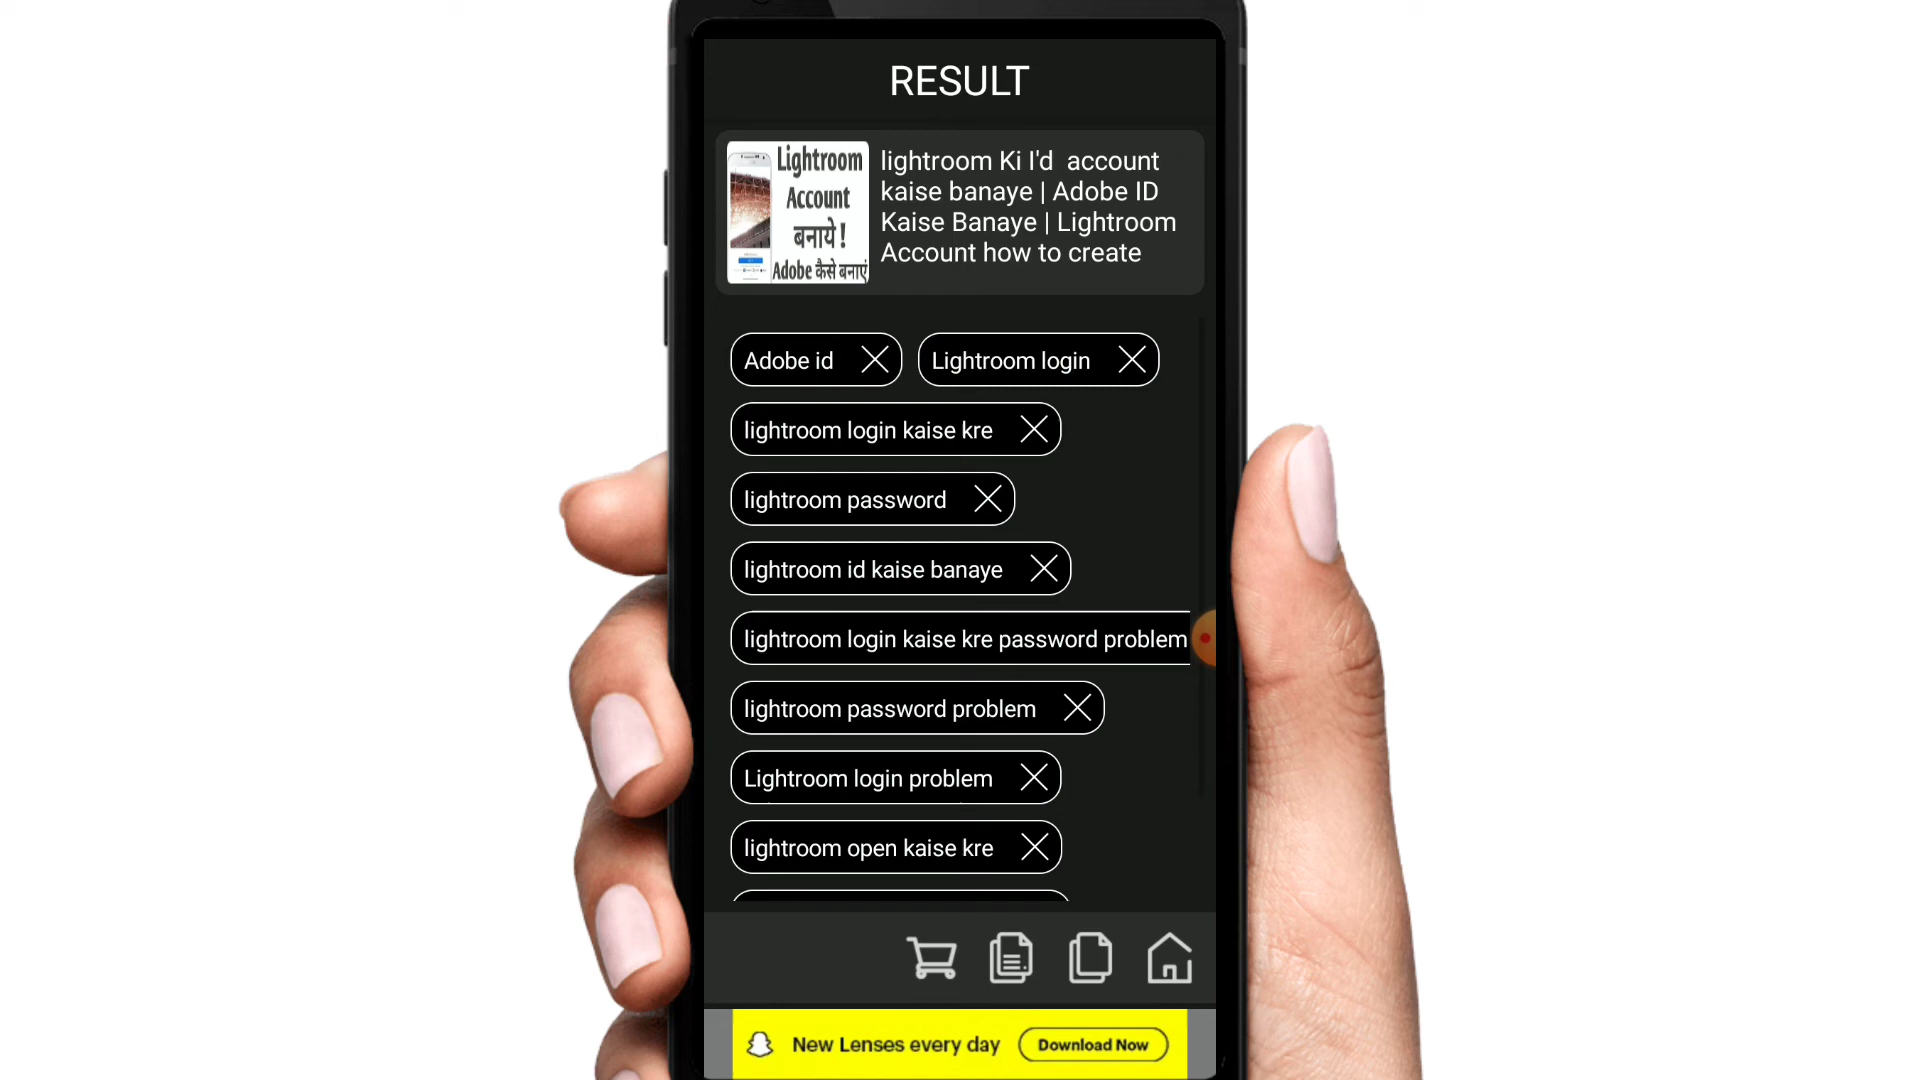 RESULT
Lightroom
Account
बनाये !
Adobe कैसे बनाएं
lightroom Ki I'd account
kaise banaye | Adobe ID
Kaise Banaye | Lightroom
Account how to create
Adobe id
Lightroom login
lightroom login kaise kre
lightroom password
lightroom id kaise banaye
lightroom login kaise kre password problem
lightroom password problem
Lightroom login problem
lightroom open kaise kre
New Lenses every day
Download Now